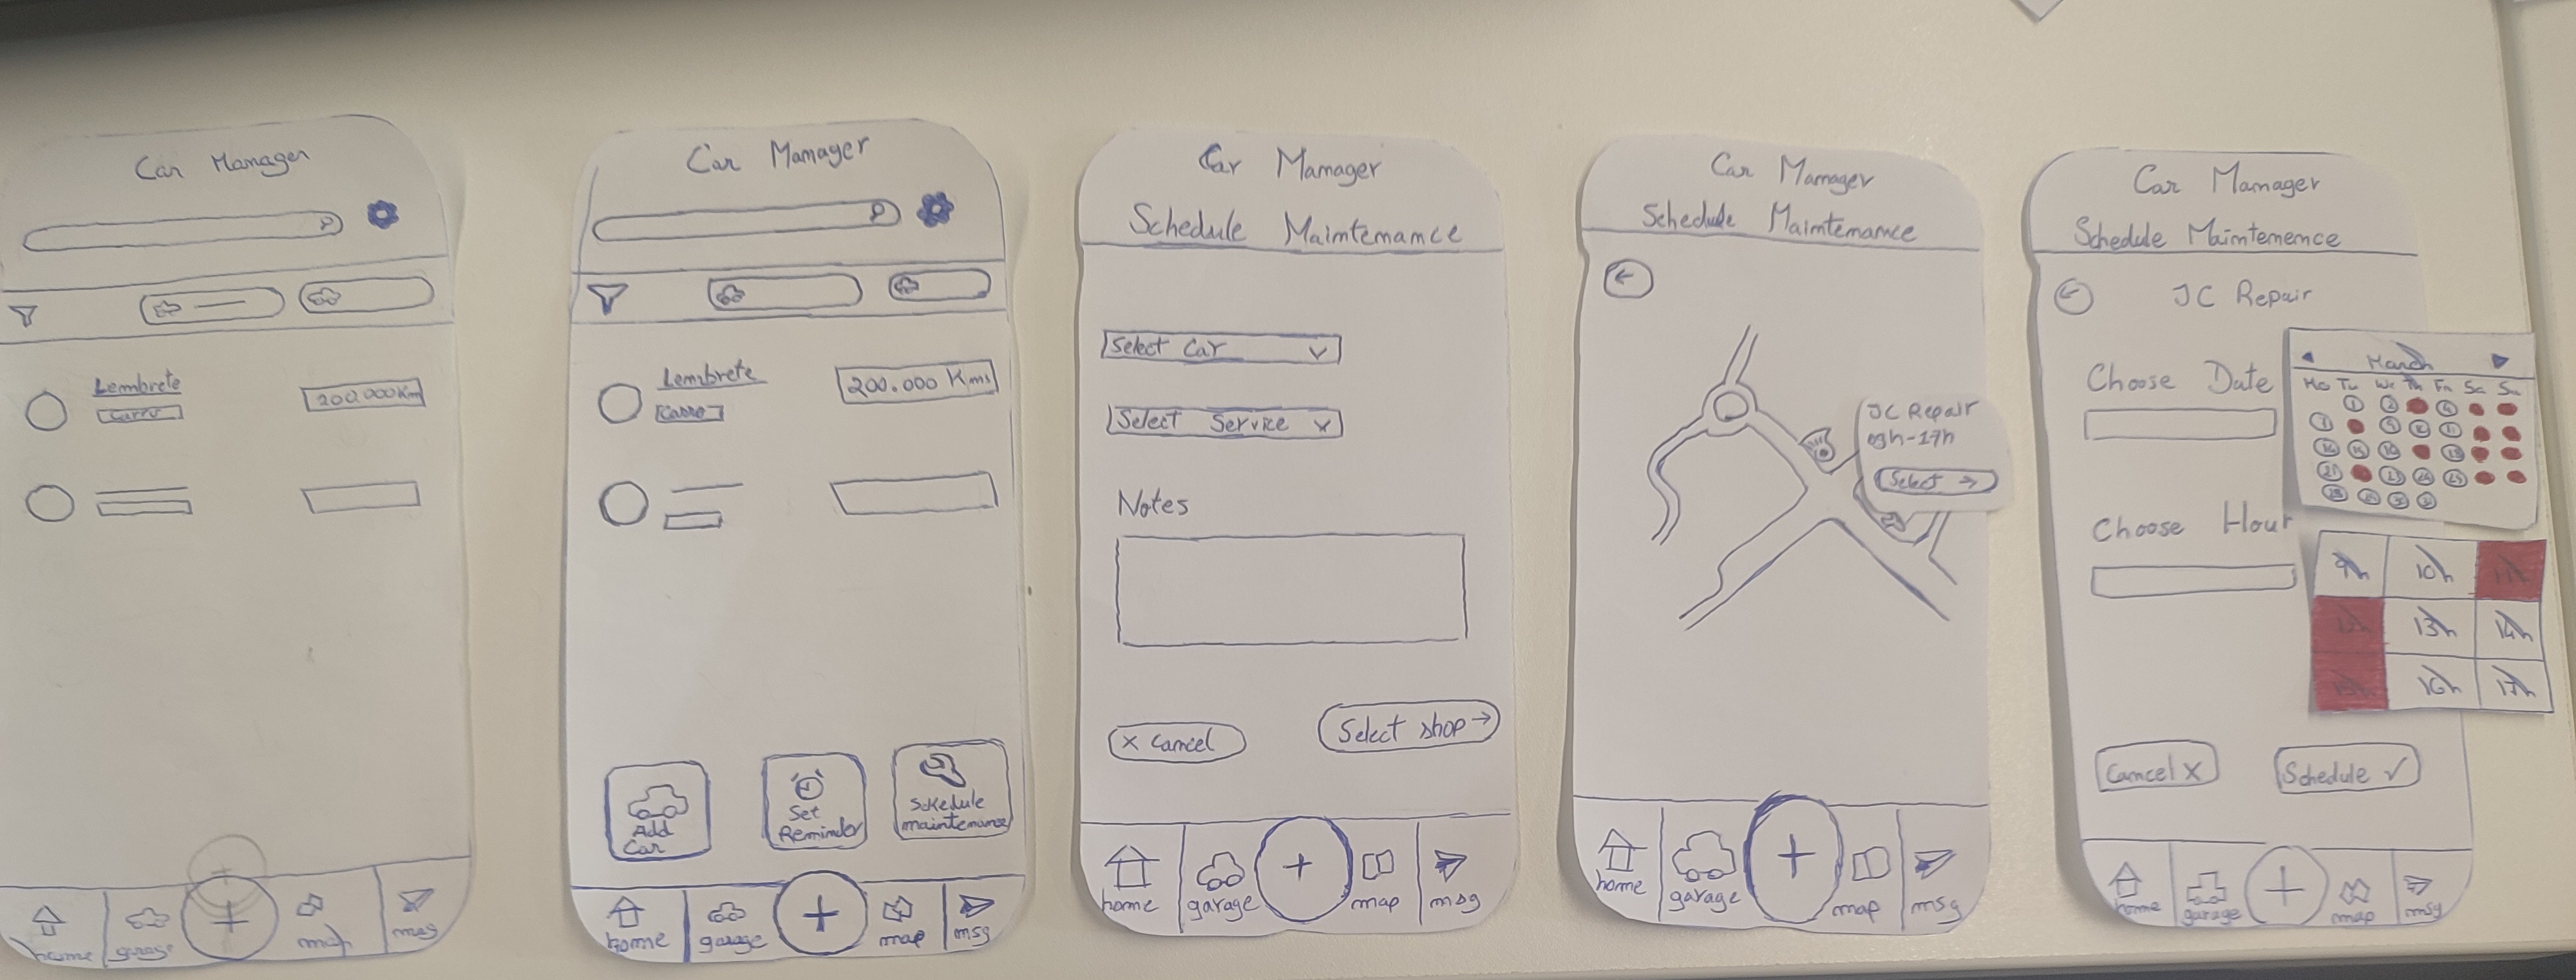 Car Manager
Lembrete
Carro
200.000Km
home
garage
+
map
msg
Car Manager
Lembrete
Carro
200.000 Kms
Add
Car
Set
Reminder
Schedule
maintenance
home
garage
+
map
msg
Car Manager
Schedule Maintenance
Select Car
Select Service
Notes
x cancel
Select shop →
home
garage
+
map
msg
Car Manager
Schedule Maintenance
←
JC Repair
09h-17h
Select →
home
garage
+
map
msg
Car Manager
Schedule Maintenence
←
JC Repair
Choose Date
March
Mo Tu We Th Fr Sa Su
Choose Hour
9h 10h 11h
12h 13h 14h
15h 16h 17h
Cancel x
Schedule ✓
home
garage
+
map
msg